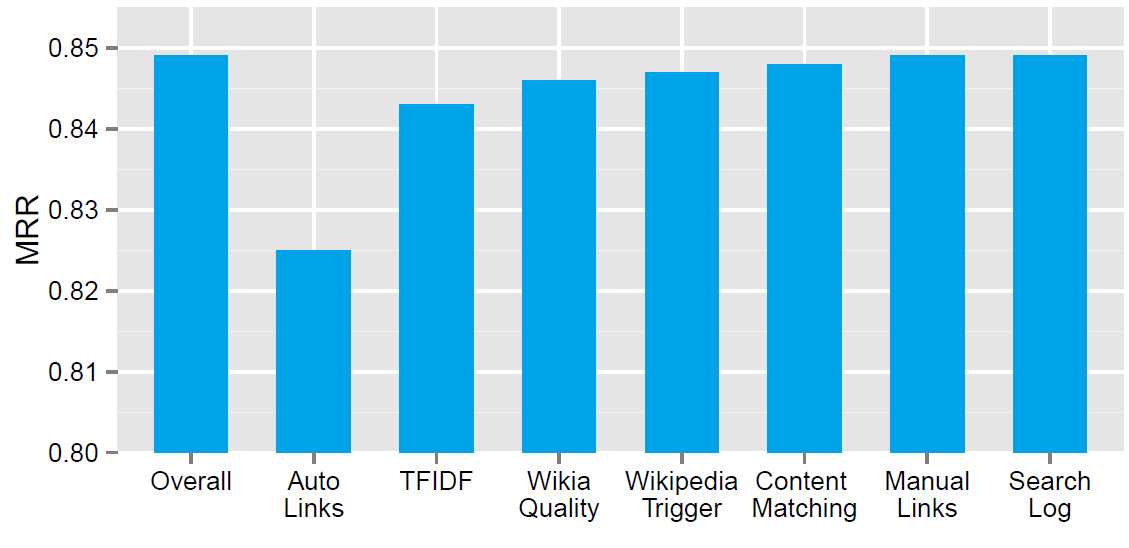 0.85
0.84
0.83
0.82
0.81
0.80
MRR
Overall
Auto
Links
TFIDF
Wikia
Quality
Wikipedia
Trigger
Content
Matching
Manual
Links
Search
Log